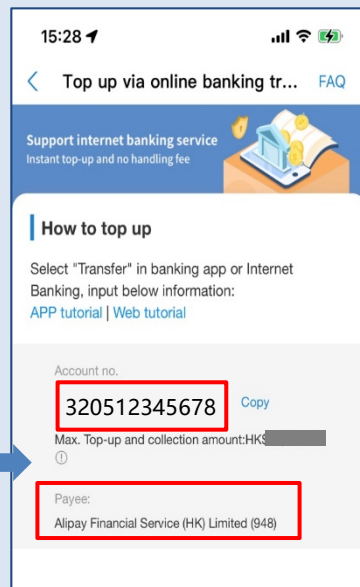 15:28
Top up via online banking tr... FAQ
Support internet banking service
Instant top-up and no handling fee
How to top up
Select "Transfer" in banking app or Internet
Banking, input below information:
APP tutorial | Web tutorial
Account no.
320512345678 Copy
Max. Top-up and collection amount:HK$
Payee:
Alipay Financial Service (HK) Limited (948)